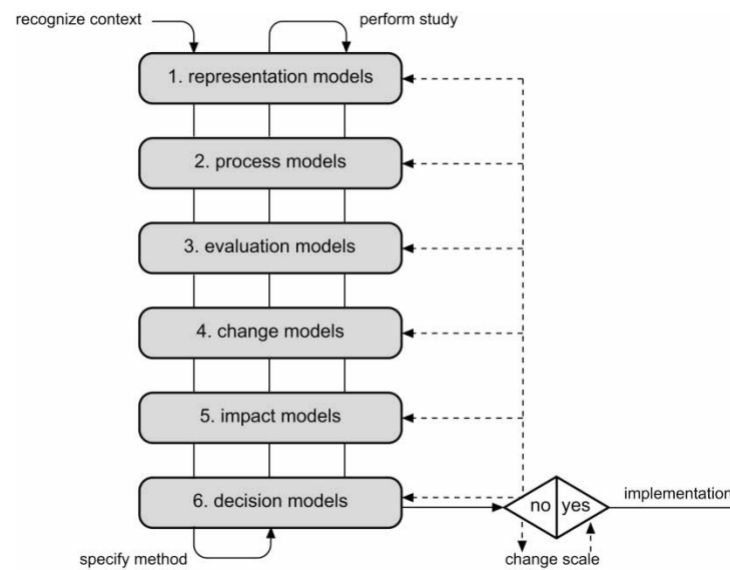 recognize context
perform study
1. representation models
2. process models
3. evaluation models
4. change models
5. impact models
6. decision models
no
yes
implementation
specify method
change scale